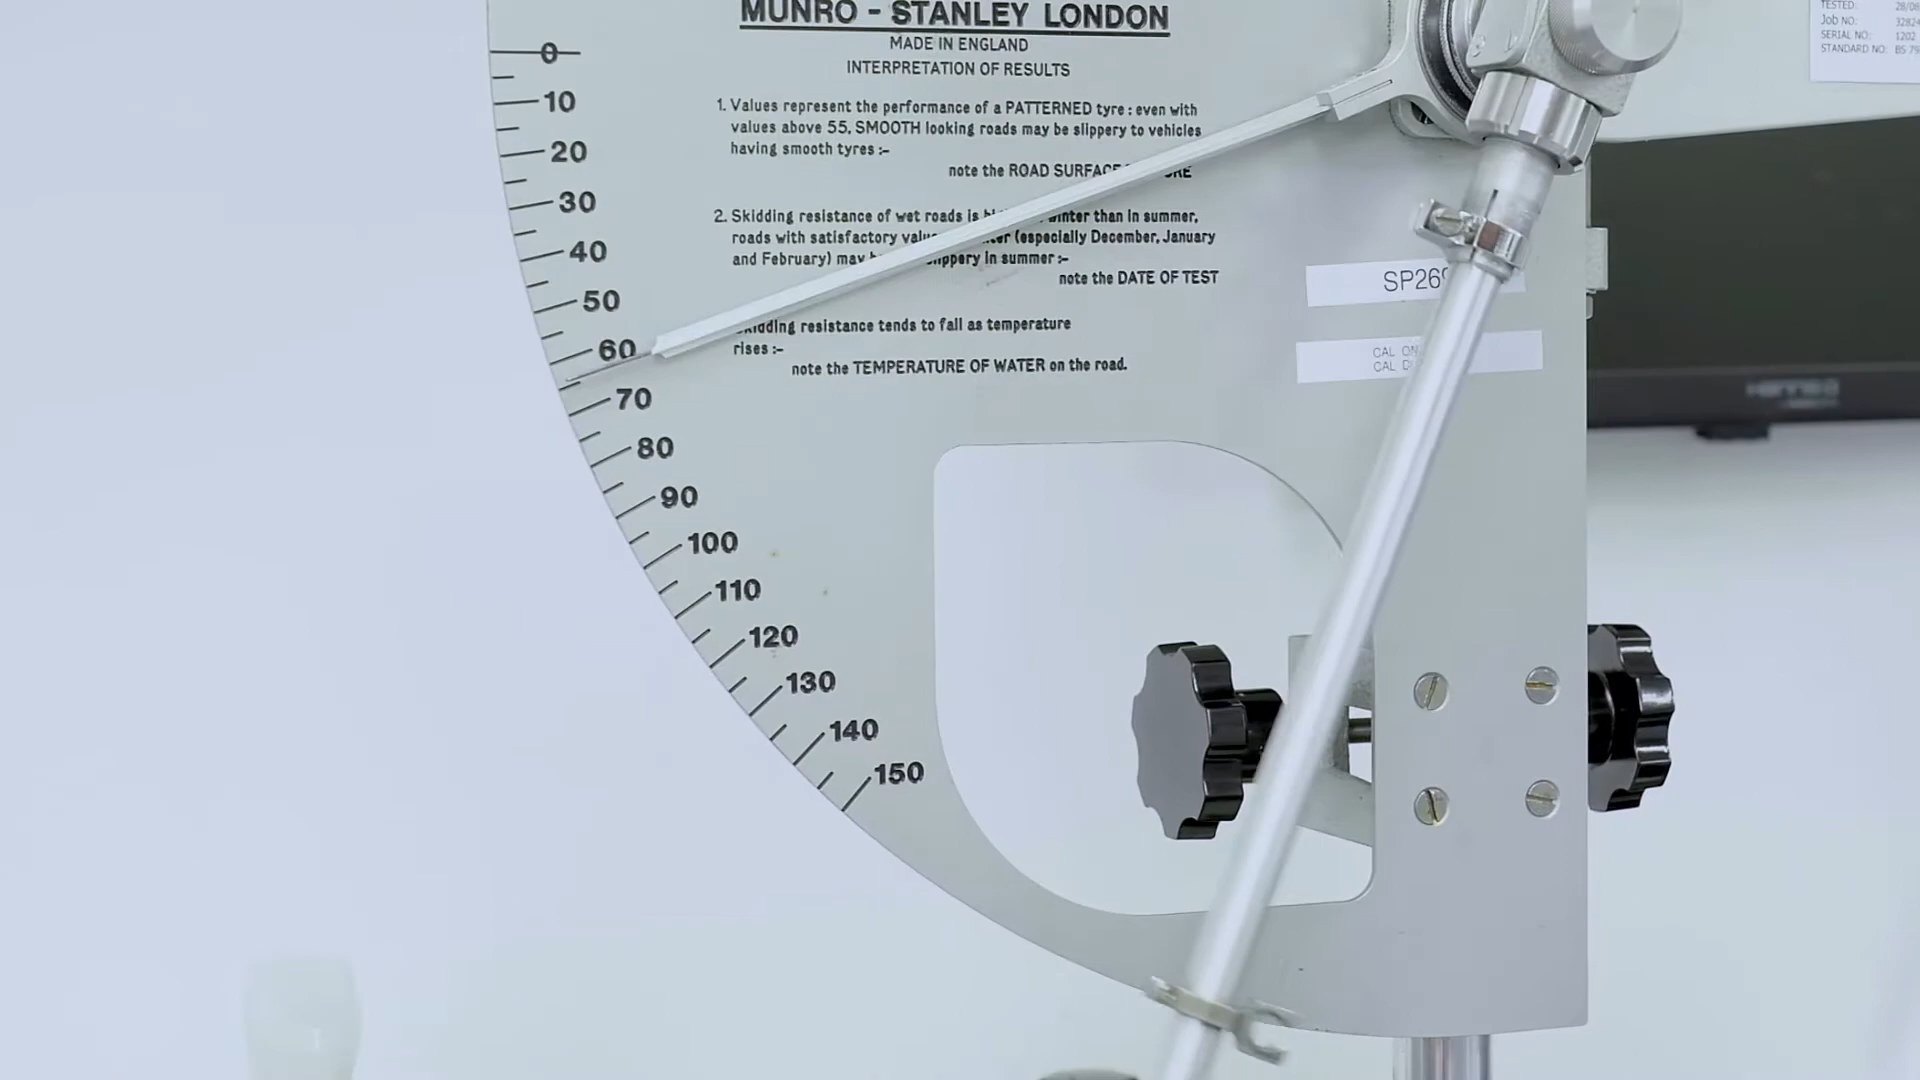 MUNRO - STANLEY LONDON
MADE IN ENGLAND
INTERPRETATION OF RESULTS
1. Values represent the performance of a PATTERNED tyre : even with
values above 55, SMOOTH looking roads may be slippery to vehicles
having smooth tyres :-
note the ROAD
2. Skidding resistance of wet roads is than in summer,
roads with satisfactory (especially December, January
and February) may in summer :-
note the DATE OF TEST
resistance tends to fall as temperature
rises :-
note the TEMPERATURE OF WATER on the road.
0
10
20
30
40
50
60
70
80
90
100
110
120
130
140
150
CAL
CAL
TESTED:
Job NO:
SERIAL NO: 1202
STANDARD NO: BS